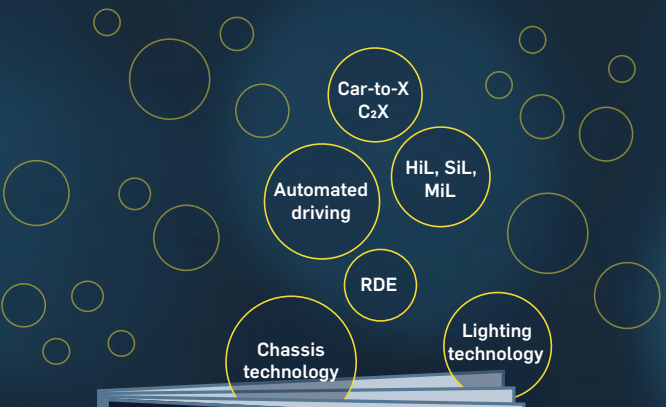 Car-to-X
C₂X
HiL, SiL,
MiL
Automated
driving
RDE
Chassis
technology
Lighting
technology